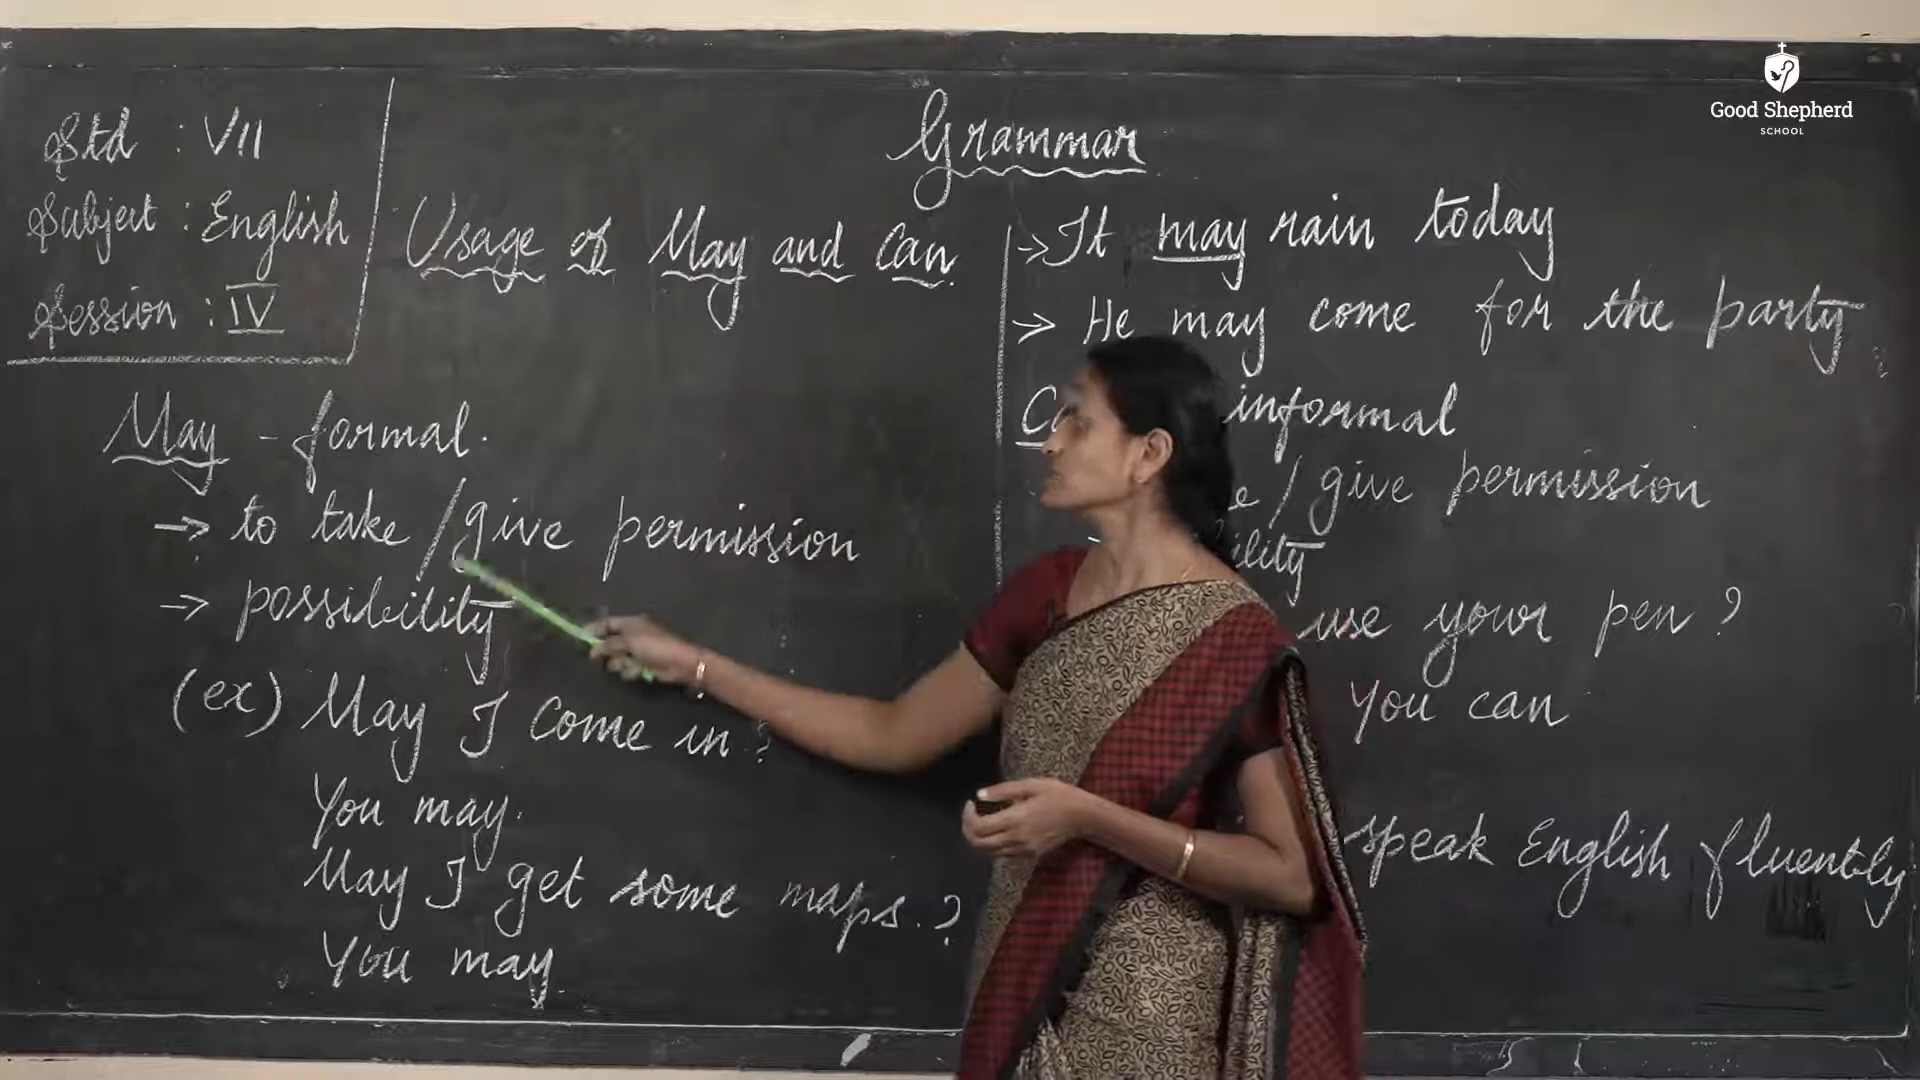 Good Shepherd
SCHOOL
Std : VII
Subject : English
Session : IV
Grammar
Usage of May and Can.
May - formal.
→ to take / give permission
→ possibility
(ex) May I come in ?
You may.
May I get some maps. ?
You may
→ It may rain today
→ He may come for the party
informal
/ give permission
use your pen ?
You can
speak English fluently